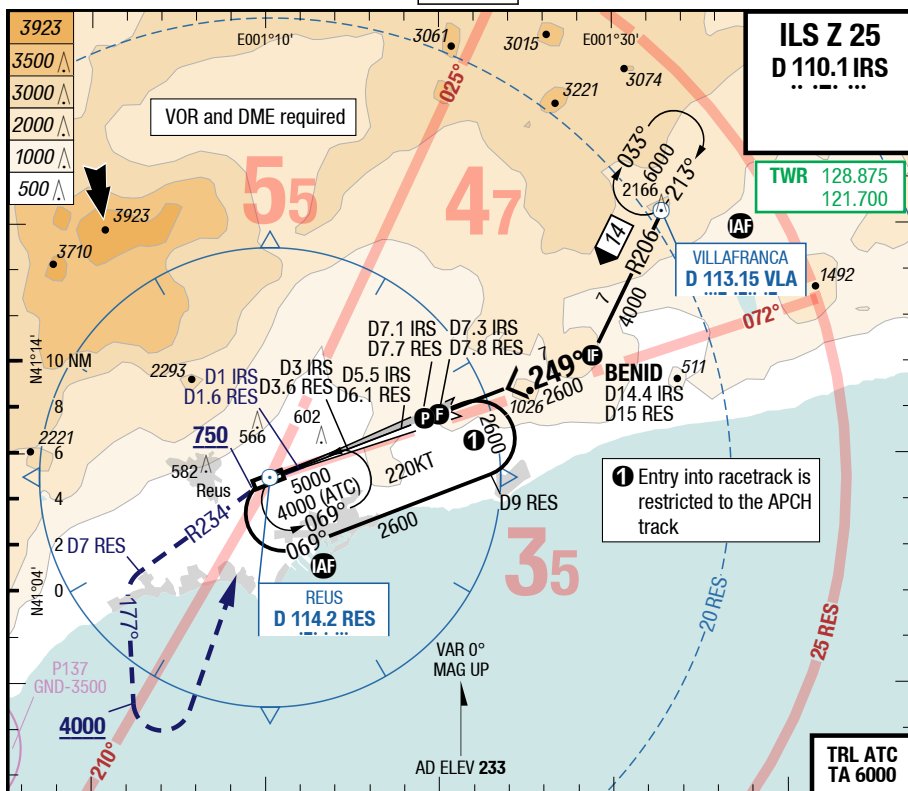 3923
3500
3000
2000
1000
500
E001°10'
3061
3015
E001°30'
3074
3221
025°
VOR and DME required
ILS Z 25
D 110.1 IRS
TWR 128.875
121.700
55
47
033°
6000
2166
213°
14
R206
IAF
VILLAFRANCA
D 113.15 VLA
3923
3710
1492
072°
7
4000
N41°14'
10 NM
8
6
4
2
0
N41°04'
2293
2221
D7.1 IRS
D7.7 RES
D7.3 IRS
D7.8 RES
D1 IRS
D1.6 RES
D3 IRS
D3.6 RES
D5.5 IRS
D6.1 RES
7
249°
2600
IF
BENID
D14.4 IRS
D15 RES
511
1026
602
566
750
582
Reus
P
F
1
2600
220KT
5000
4000 (ATC)
069°
069°
2600
D9 RES
1 Entry into racetrack is
restricted to the APCH
track
R234
D7 RES
177°
4000
IAF
REUS
D 114.2 RES
35
P137
GND-3500
210°
VAR 0°
MAG UP
AD ELEV 233
20 RES
25 RES
TRL ATC
TA 6000